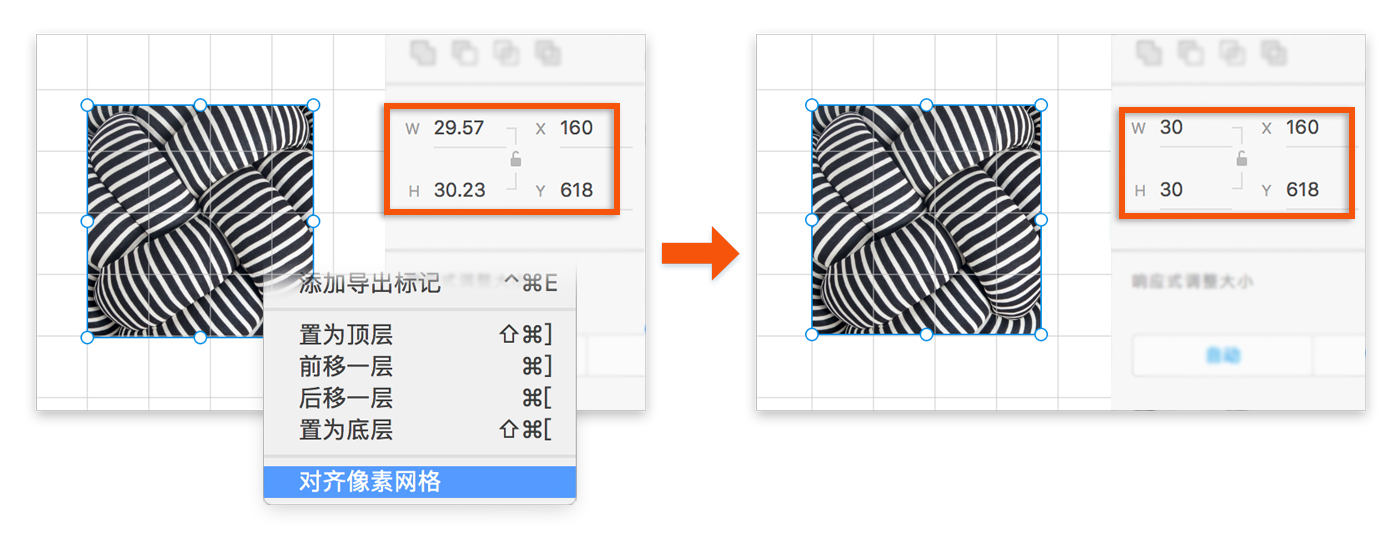 W 29.57 X 160
H 30.23 Y 618
添加导出标记 ^⌘E
置为顶层 ⇧⌘]
前移一层 ⌘]
后移一层 ⌘[
置为底层 ⇧⌘[
对齐像素网格
W 30 X 160
H 30 Y 618
响应式调整大小
自动